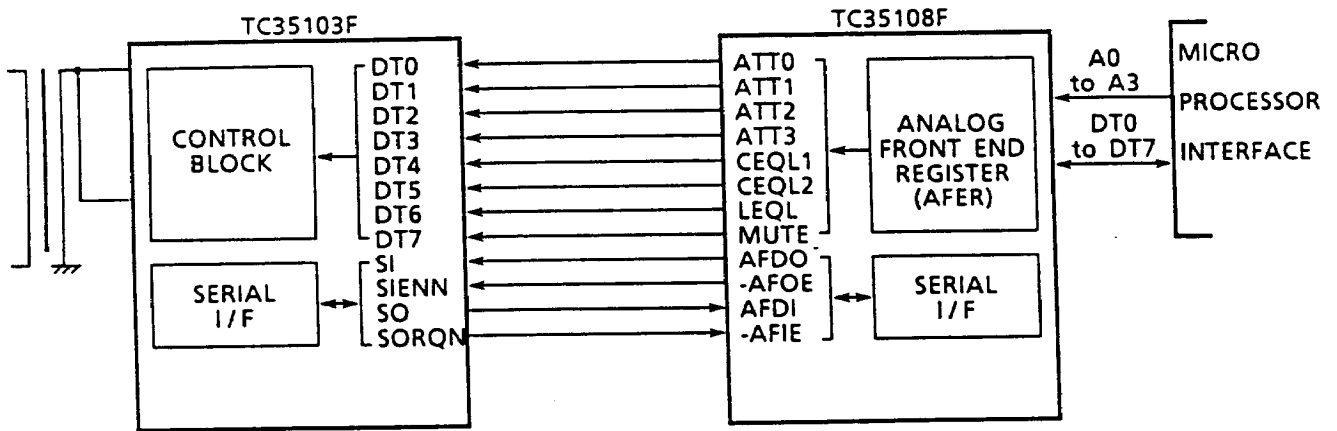 TC35103F
CONTROL
BLOCK
DT0
DT1
DT2
DT3
DT4
DT5
DT6
DT7
SERIAL
I/F
SI
SIENN
SO
SORQN
TC35108F
ATT0
ATT1
ATT2
ATT3
CEQL1
CEQL2
LEQL
MUTE
AFDO
-AFOE
AFDI
-AFIE
ANALOG
FRONT END
REGISTER
(AFER)
SERIAL
I/F
A0
to A3
DT0
to DT7
MICRO
PROCESSOR
INTERFACE